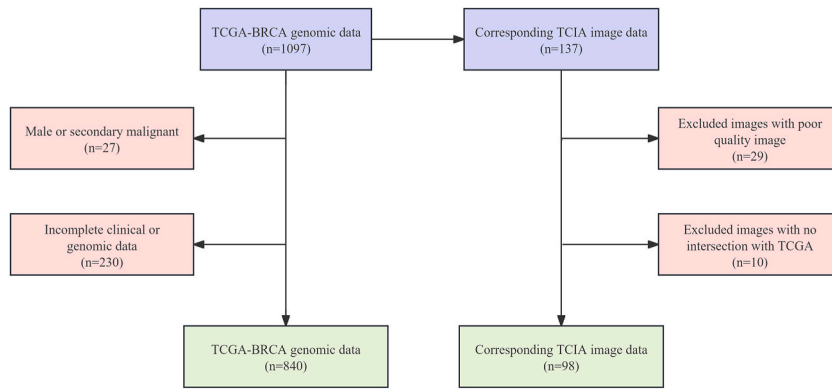 TCGA-BRCA genomic data
(n=1097)
Corresponding TCIA image data
(n=137)
Male or secondary malignant
(n=27)
Excluded images with poor
quality image
(n=29)
Incomplete clinical or
genomic data
(n=230)
Excluded images with no
intersection with TCGA
(n=10)
TCGA-BRCA genomic data
(n=840)
Corresponding TCIA image data
(n=98)